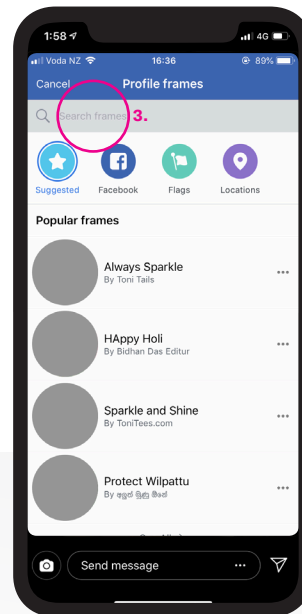 1:58
4G
Voda NZ
16:36
89%
Cancel
Profile frames
Search frames
3.
Suggested
Facebook
Flags
Locations
Popular frames
Always Sparkle
By Toni Tails
HAppy Holi
By Bidhan Das Editur
Sparkle and Shine
By ToniTees.com
Protect Wilpattu
By
Send message